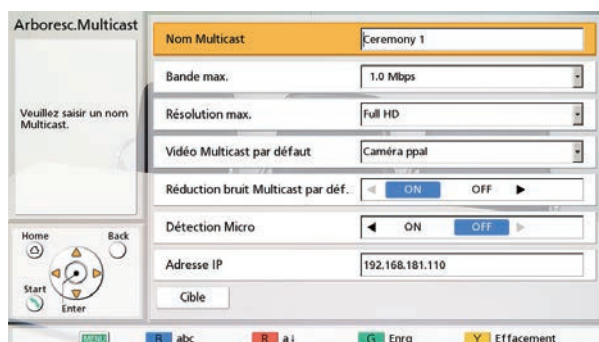 Arboresc.Multicast
Veuillez saisir un nom
Multicast.
Nom Multicast
Ceremony 1
Bande max.
1.0 Mbps
Résolution max.
Full HD
Vidéo Multicast par défaut
Caméra ppal
Réduction bruit Multicast par déf.
ON
OFF
Détection Micro
ON
OFF
Adresse IP
192.168.181.110
Cible
Home
Back
Start
Enter
MENU
B abc
R a↓
G Enrg
Y Effacement